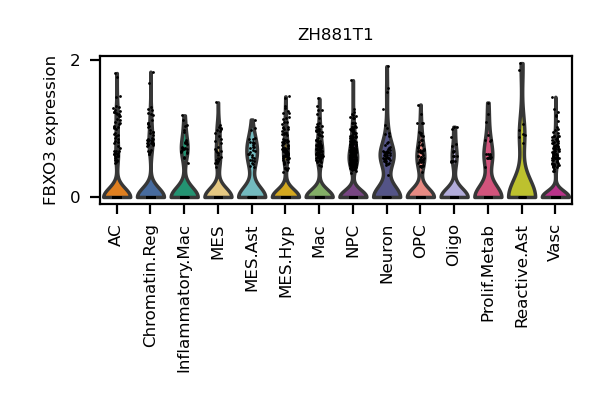 ZH881T1
FBXO3 expression
2
0
AC
Chromatin.Reg
Inflammatory.Mac
MES
MES.Ast
MES.Hyp
Mac
NPC
Neuron
OPC
Oligo
Prolif.Metab
Reactive.Ast
Vasc